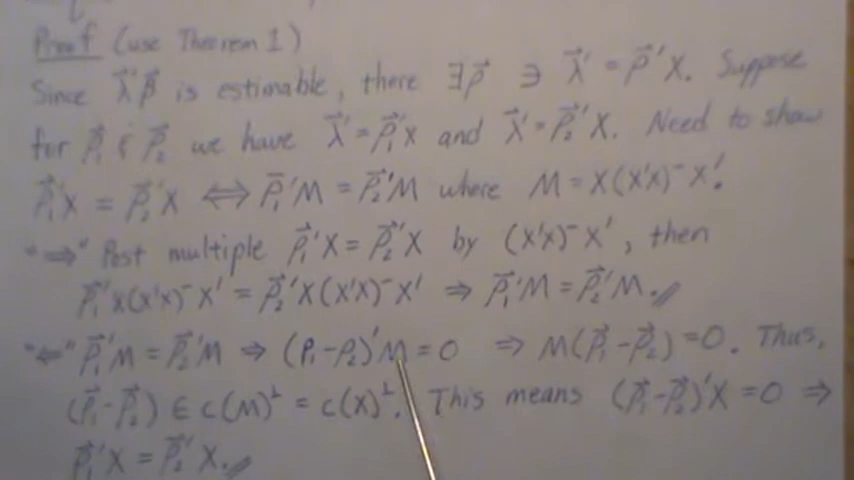 Proof (use Theorem 1)
Since λ⃗'β⃗ is estimable, there ∃ρ⃗ ∋ λ⃗' = ρ⃗'X. Suppose
for ρ⃗₁ & ρ⃗₂ we have λ⃗' = ρ⃗₁'X and λ⃗' = ρ⃗₂'X. Need to show
ρ⃗₁'X = ρ⃗₂'X ⟺ ρ⃗₁'M = ρ⃗₂'M where M = X(X'X)⁻X'.
"⇒" Post multiple ρ⃗₁'X = ρ⃗₂'X by (X'X)⁻X', then
ρ⃗₁'X(X'X)⁻X' = ρ⃗₂'X(X'X)⁻X' ⇒ ρ⃗₁'M = ρ⃗₂'M.//
"⇐" ρ⃗₁'M = ρ⃗₂'M ⇒ (ρ₁-ρ₂)'M = 0 ⇒ M(ρ⃗₁-ρ⃗₂) = 0. Thus,
(ρ⃗₁-ρ⃗₂) ∈ C(M)⊥ = C(X)⊥. This means (ρ⃗₁-ρ⃗₂)'X = 0 ⇒
ρ⃗₁'X = ρ⃗₂'X.//